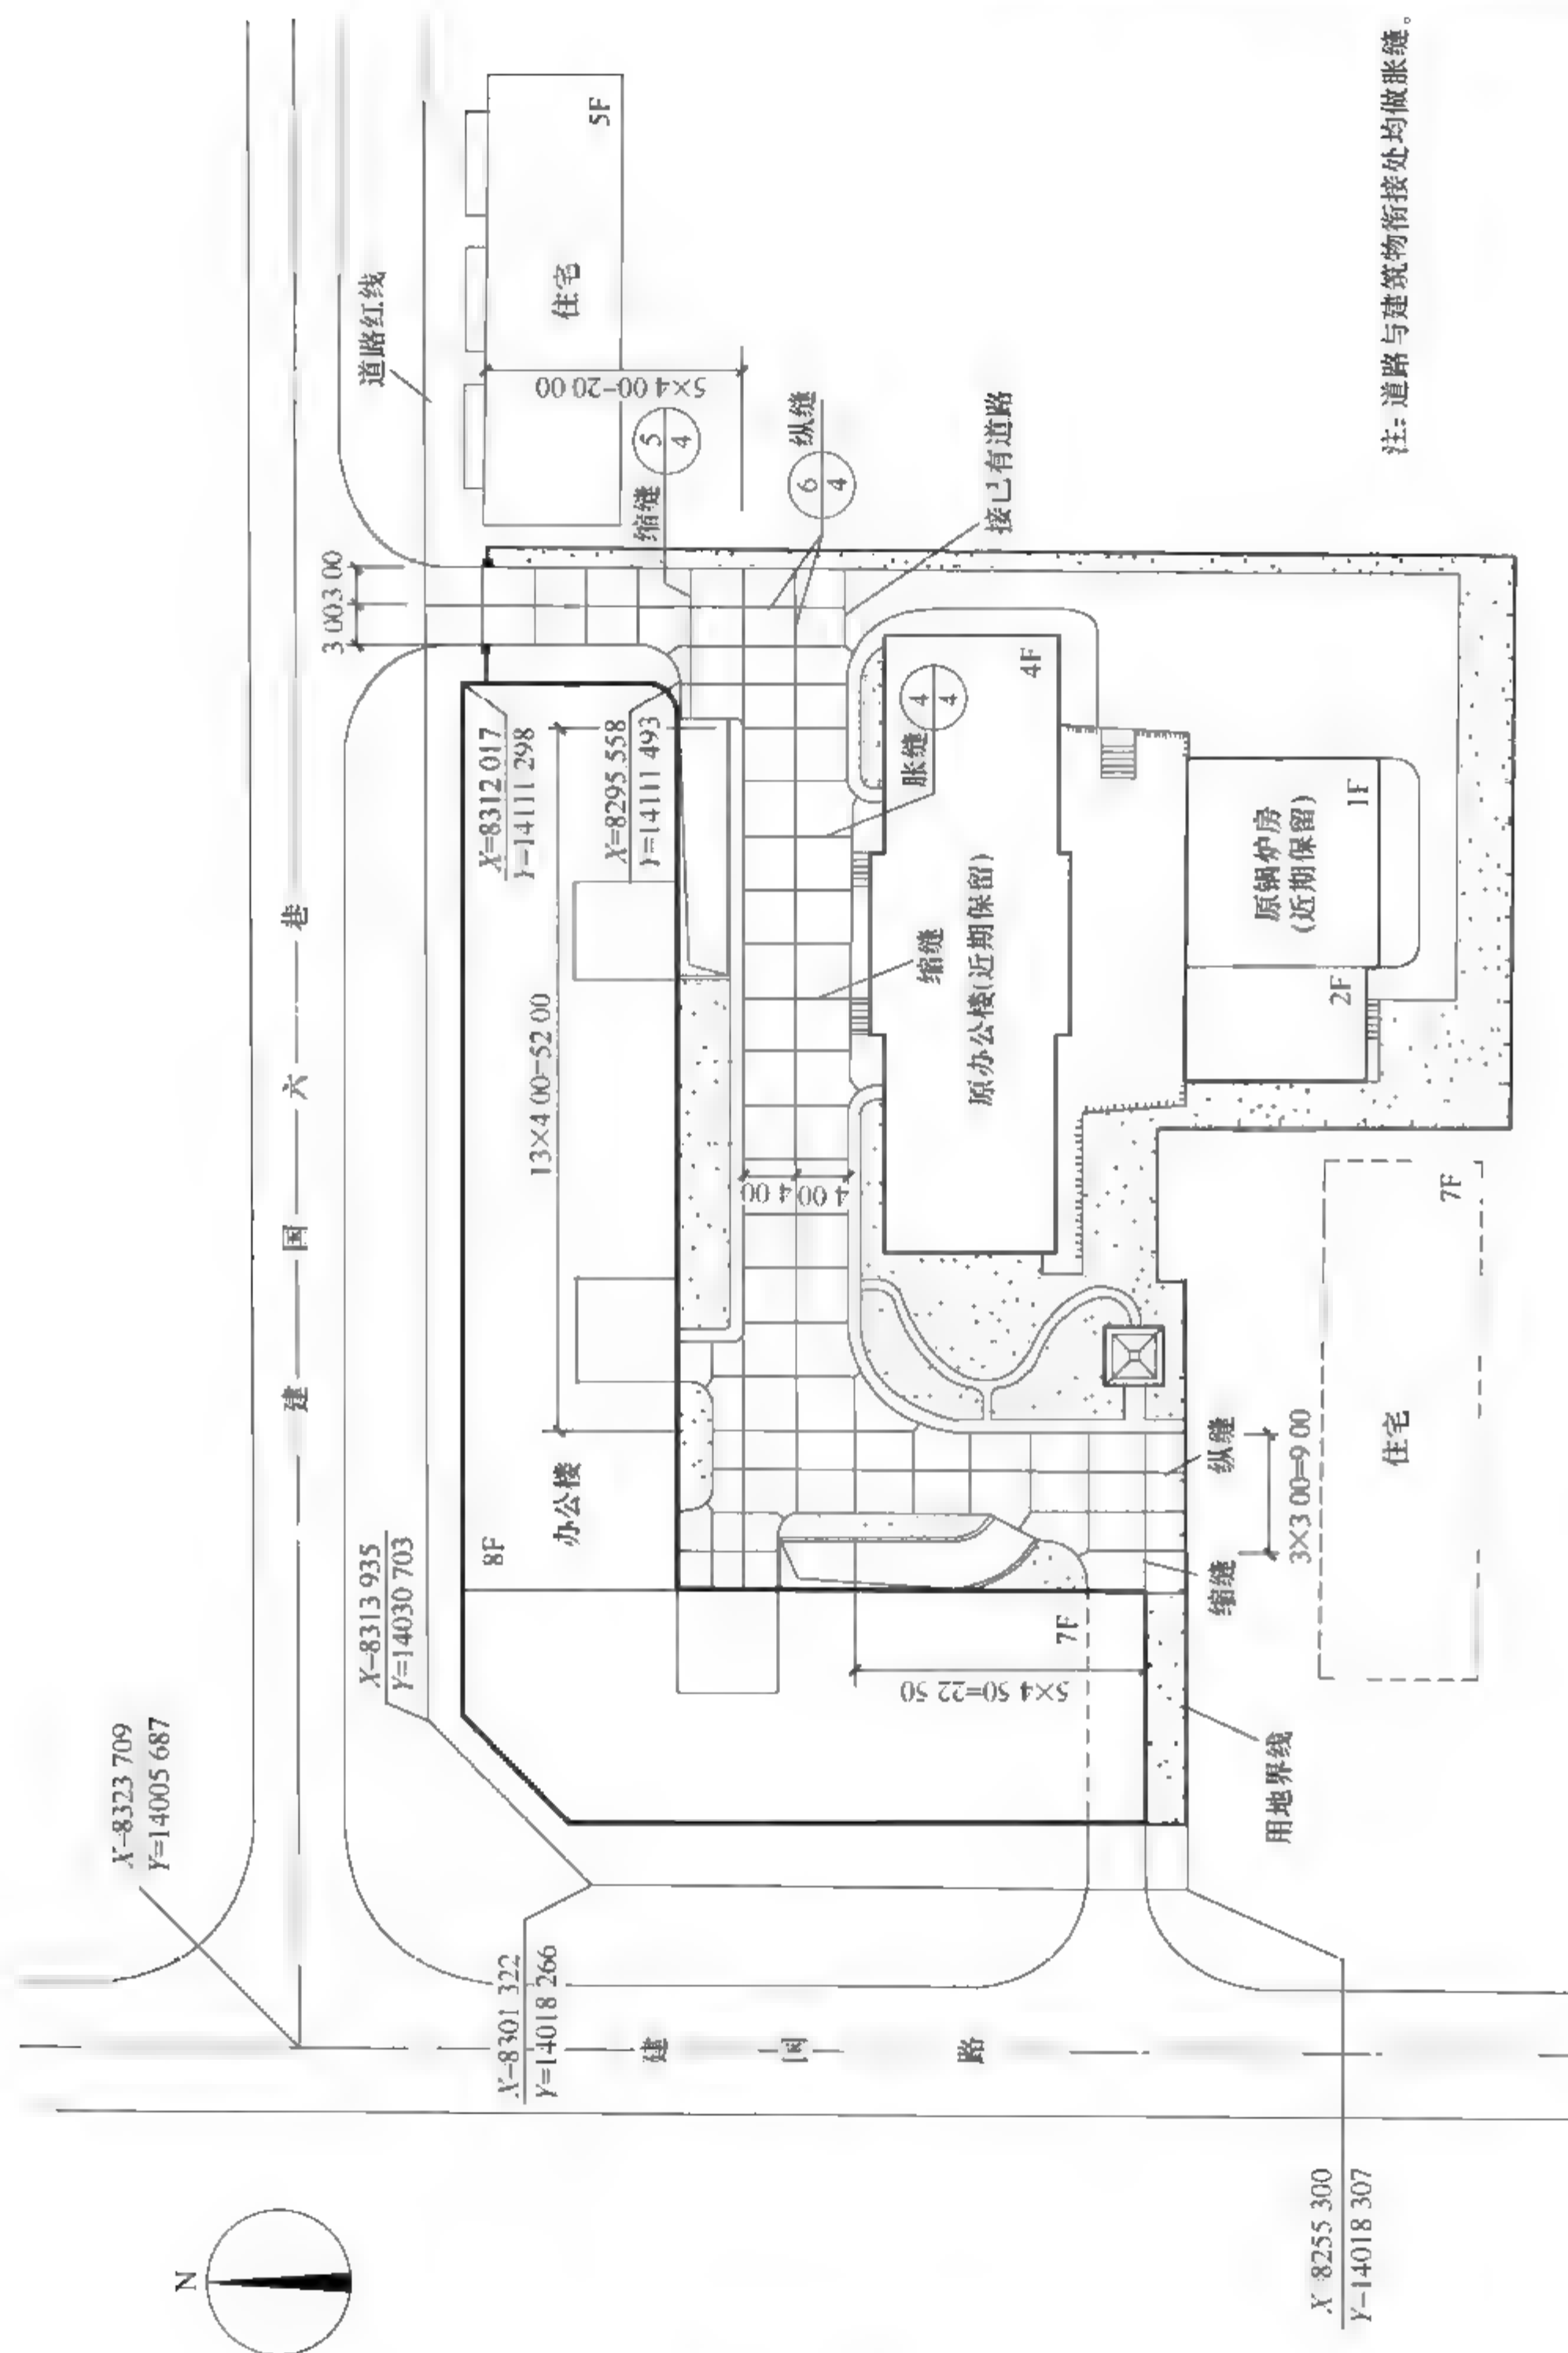 N
X=8323 709
Y=14005 687
建国六巷
X=8313 935
Y=14030 703
X=8312 017
Y=14111 298
3 00 3 00
道路红线
X=8301 322
Y=14018 266
8F
办公楼
13×4 00=52 00
X=8295 558
Y=14111 493
住宅
5F
5×4 00=20 00
缩缝
5
4
建国路
4 00 4 00
6
4
纵缝
5×4 50=22 50
7F
缩缝
胀缝
4
4
原办公楼(近期保留)
4F
接已有道路
缩缝
纵缝
3×3 00=9 00
用地界线
原锅炉房
(近期保留)
1F
2F
X=8255 300
Y=14018 307
住宅
7F
注：道路与建筑物衔接处均做胀缝。